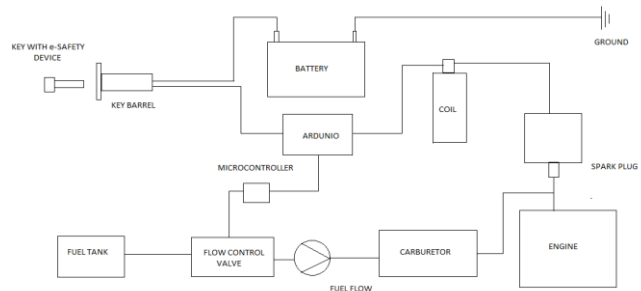 KEY WITH e-SAFETY
DEVICE
KEY BARREL
BATTERY
GROUND
ARDUNIO
COIL
SPARK PLUG
MICROCONTROLLER
FUEL TANK
FLOW CONTROL
VALVE
FUEL FLOW
CARBURETOR
ENGINE